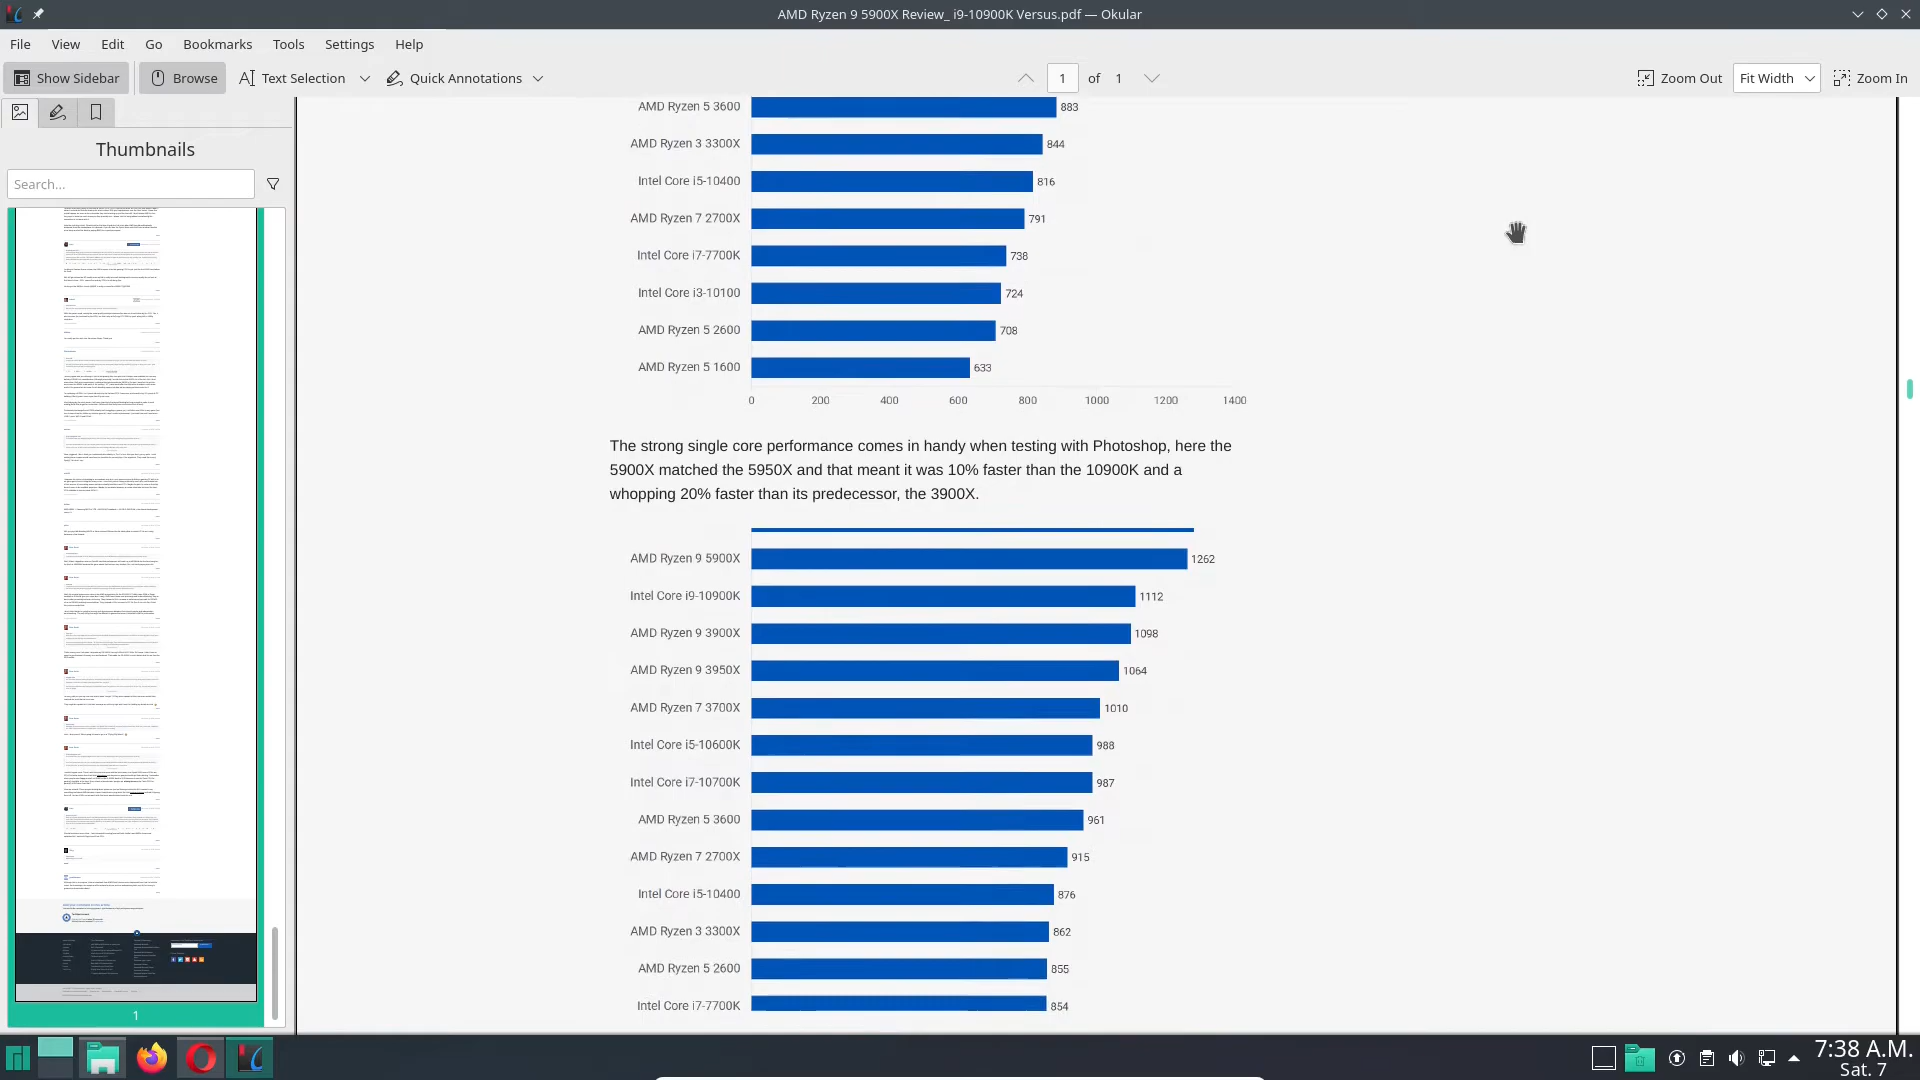 AMD Ryzen 9 5900X Review_ i9-10900K Versus.pdf — Okular
File View Edit Go Bookmarks Tools Settings Help
Show Sidebar Browse Text Selection Quick Annotations 1 of 1 Zoom Out Fit Width Zoom In
Thumbnails
Search...
1
AMD Ryzen 5 3600 883
AMD Ryzen 3 3300X 844
Intel Core i5-10400 816
AMD Ryzen 7 2700X 791
Intel Core i7-7700K 738
Intel Core i3-10100 724
AMD Ryzen 5 2600 708
AMD Ryzen 5 1600 633
0 200 400 600 800 1000 1200 1400
The strong single core performance comes in handy when testing with Photoshop, here the
5900X matched the 5950X and that meant it was 10% faster than the 10900K and a
whopping 20% faster than its predecessor, the 3900X.
AMD Ryzen 9 5900X 1262
Intel Core i9-10900K 1112
AMD Ryzen 9 3900X 1098
AMD Ryzen 9 3950X 1064
AMD Ryzen 7 3700X 1010
Intel Core i5-10600K 988
Intel Core i7-10700K 987
AMD Ryzen 5 3600 961
AMD Ryzen 7 2700X 915
Intel Core i5-10400 876
AMD Ryzen 3 3300X 862
AMD Ryzen 5 2600 855
Intel Core i7-7700K 854
7:38 A.M.
Sat. 7